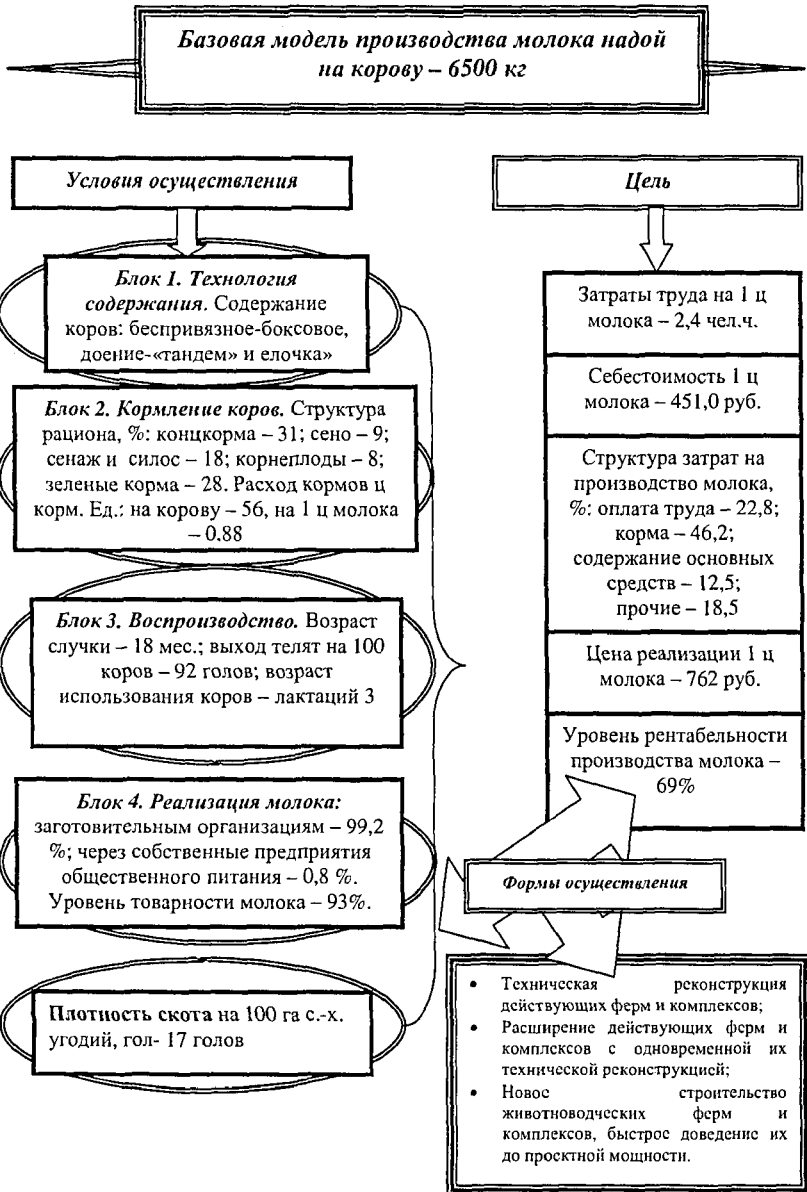 Базовая модель производства молока надой
на корову – 6500 кг
Условия осуществления
Блок 1. Технология
содержания. Содержание
коров: беспривязное-боксовое,
доение-«тандем» и елочка»
Блок 2. Кормление коров. Структура
рациона, %: концкорма – 31; сено – 9;
сенаж и силос – 18; корнеплоды – 8;
зеленые корма – 28. Расход кормов ц
корм. Ед.: на корову – 56, на 1 ц молока
– 0.88
Блок 3. Воспроизводство. Возраст
случки – 18 мес.; выход телят на 100
коров – 92 голов; возраст
использования коров – лактаций 3
Блок 4. Реализация молока:
заготовительным организациям – 99,2
%; через собственные предприятия
общественного питания – 0,8 %.
Уровень товарности молока – 93%.
Плотность скота на 100 га с.-х.
угодий, гол- 17 голов
Цель
Затраты труда на 1 ц
молока – 2,4 чел.ч.
Себестоимость 1 ц
молока – 451,0 руб.
Структура затрат на
производство молока,
%: оплата труда – 22,8;
корма – 46,2;
содержание основных
средств – 12,5;
прочие – 18,5
Цена реализации 1 ц
молока – 762 руб.
Уровень рентабельности
производства молока –
69%
Формы осуществления
• Техническая реконструкция
действующих ферм и комплексов;
• Расширение действующих ферм и
комплексов с одновременной их
технической реконструкцией;
• Новое строительство
животноводческих ферм и
комплексов, быстрое доведение их
до проектной мощности.